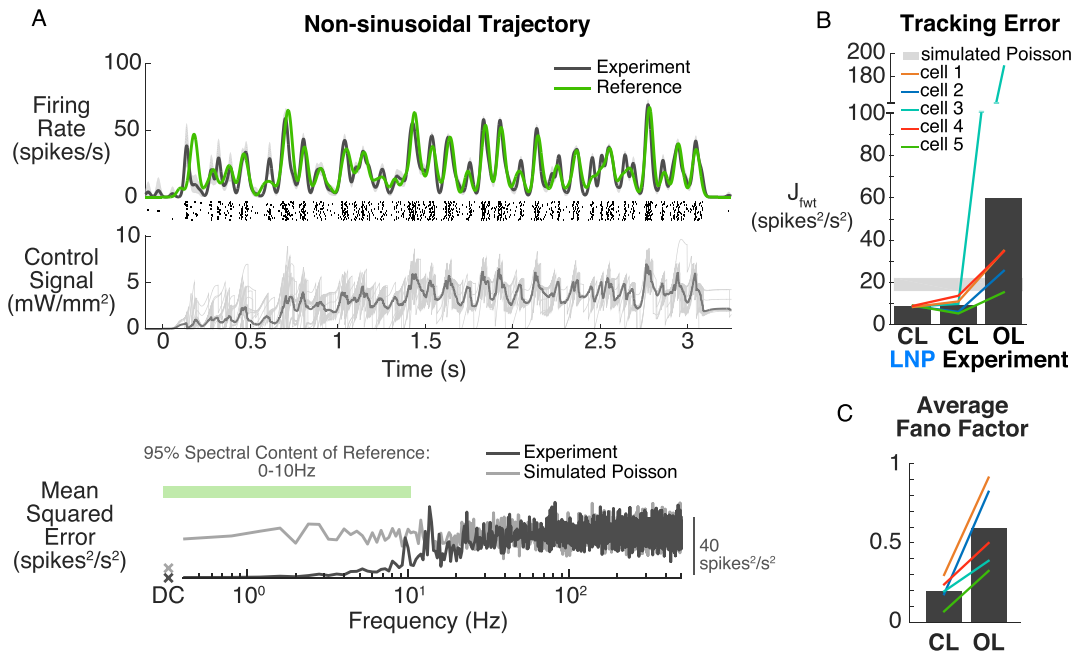 A
Non-sinusoidal Trajectory
100
50
0
Firing
Rate
(spikes/s)
Experiment
Reference
10
5
0
Control
Signal
(mW/mm²)
0 0.5 1 1.5 2 2.5 3
Time (s)
95% Spectral Content of Reference:
0-10Hz
Experiment
Simulated Poisson
Mean
Squared
Error
(spikes²/s²)
40
spikes²/s²
DC 10⁰ 10¹ 10²
Frequency (Hz)
B
Tracking Error
200
180
100
80
60
40
20
0
J_fwt
(spikes²/s²)
simulated Poisson
cell 1
cell 2
cell 3
cell 4
cell 5
CL CL OL
LNP Experiment
C
Average
Fano Factor
1
0.5
0
CL OL